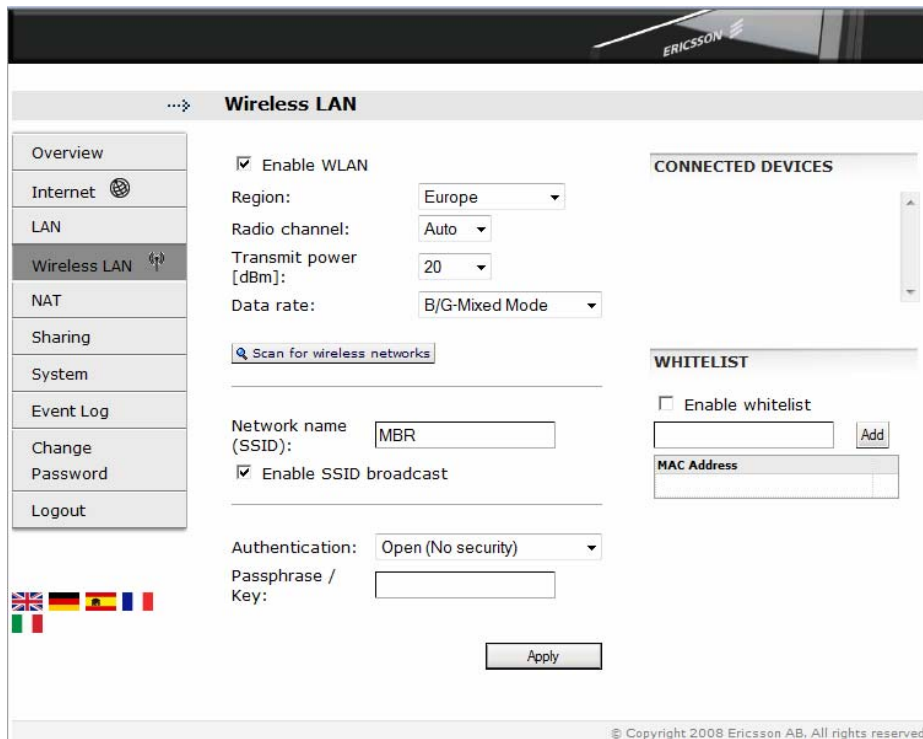 ERICSSON
Wireless LAN
Overview
Internet
LAN
Wireless LAN
NAT
Sharing
System
Event Log
Change
Password
Logout
Enable WLAN
Region:
Europe
Radio channel:
Auto
Transmit power
[dBm]:
20
Data rate:
B/G-Mixed Mode
Scan for wireless networks
Network name
(SSID):
MBR
Enable SSID broadcast
Authentication:
Open (No security)
Passphrase /
Key:
Apply
CONNECTED DEVICES
WHITELIST
Enable whitelist
Add
MAC Address
© Copyright 2008 Ericsson AB. All rights reserved